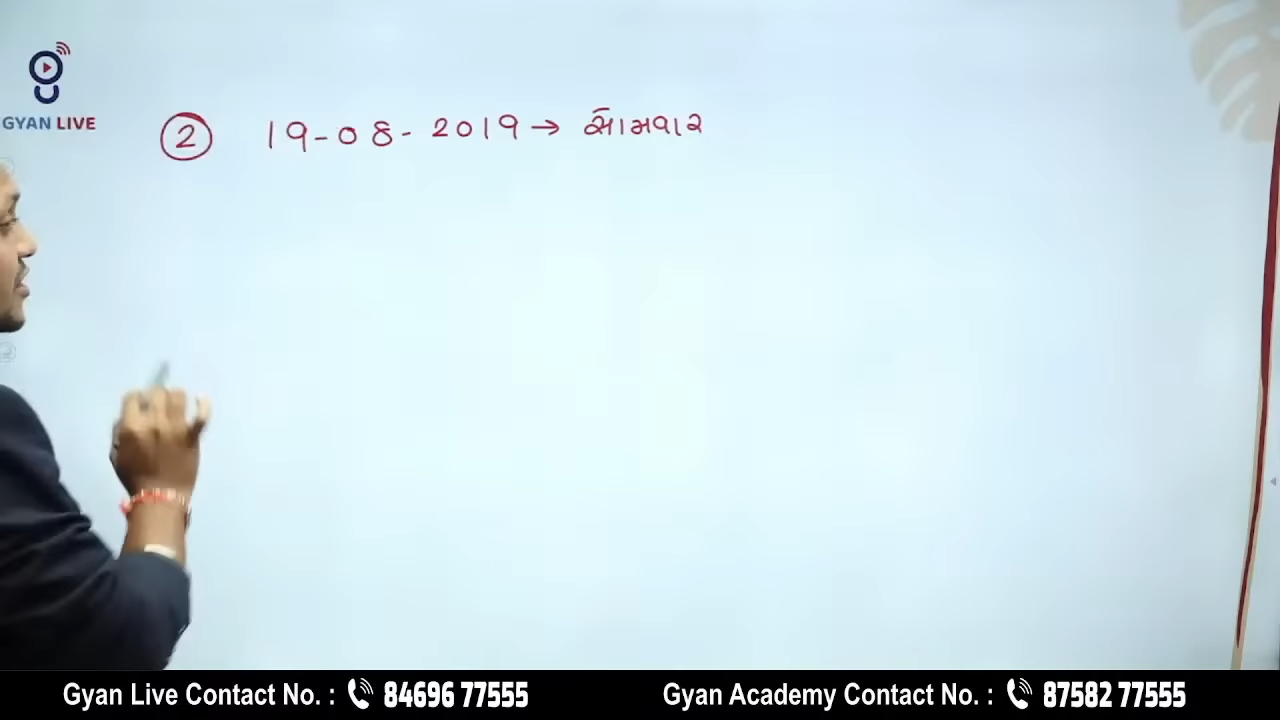 GYAN LIVE
2 19-08-2019 → સોમવાર
Gyan Live Contact No. : 84696 77555 Gyan Academy Contact No. : 87582 77555